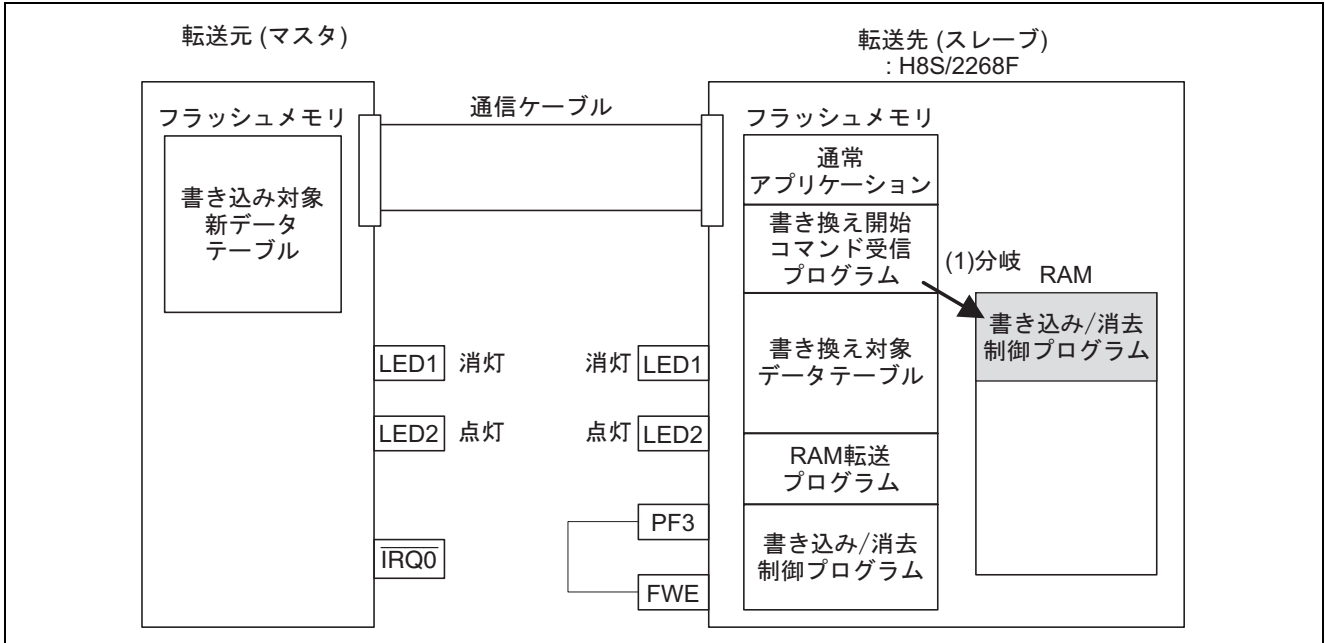 転送元 (マスタ)
フラッシュメモリ
書き込み対象
新データ
テーブル
通信ケーブル
LED1 消灯
LED2 点灯
IRQ0
転送先 (スレーブ)
: H8S/2268F
フラッシュメモリ
通常
アプリケーション
書き換え開始
コマンド受信
プログラム
書き換え対象
データテーブル
RAM転送
プログラム
書き込み/消去
制御プログラム
(1)分岐
RAM
書き込み/消去
制御プログラム
消灯 LED1
点灯 LED2
PF3
FWE